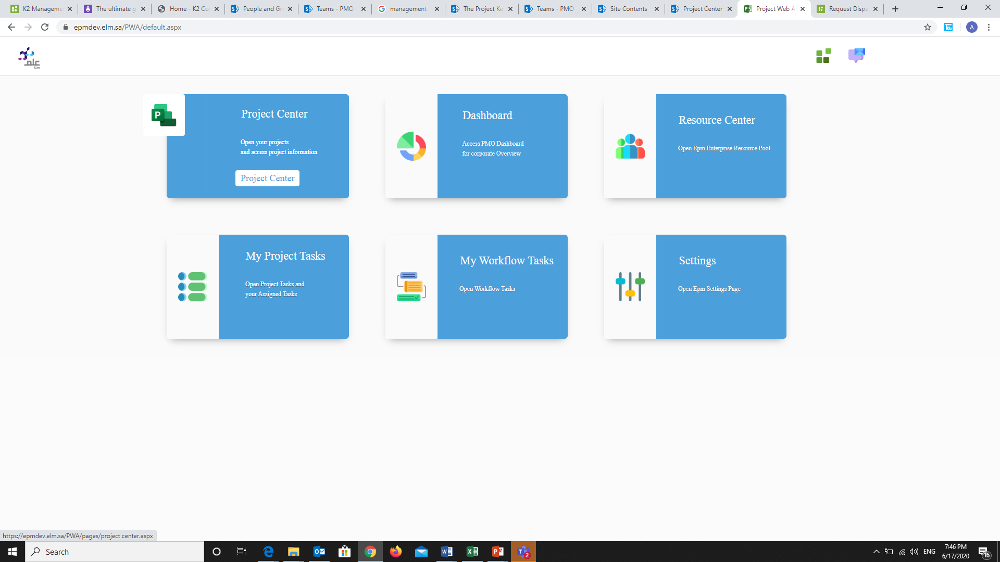 K2 Manageme
The ultimate g
Home - K2 Co
People and Gr
Teams - PMO
management -
The Project Ke
Teams - PMO
Site Contents
Project Center
Project Web A
Request Dispa
epmdev.elm.sa/PWA/default.aspx
A
علم
Elm
P
Project Center
Open your projects
and access project information
Project Center
Dashboard
Access PMO Dashboard
for corporate Overview
Resource Center
Open Epm Enterprise Resource Pool
My Project Tasks
Open Project Tasks and
your Assigned Tasks
My Workflow Tasks
Open Workflow Tasks
Settings
Open Epm Settings Page
https://epmdev.elm.sa/PWA/pages/project center.aspx
Search
2
ENG
7:46 PM
6/17/2020
16